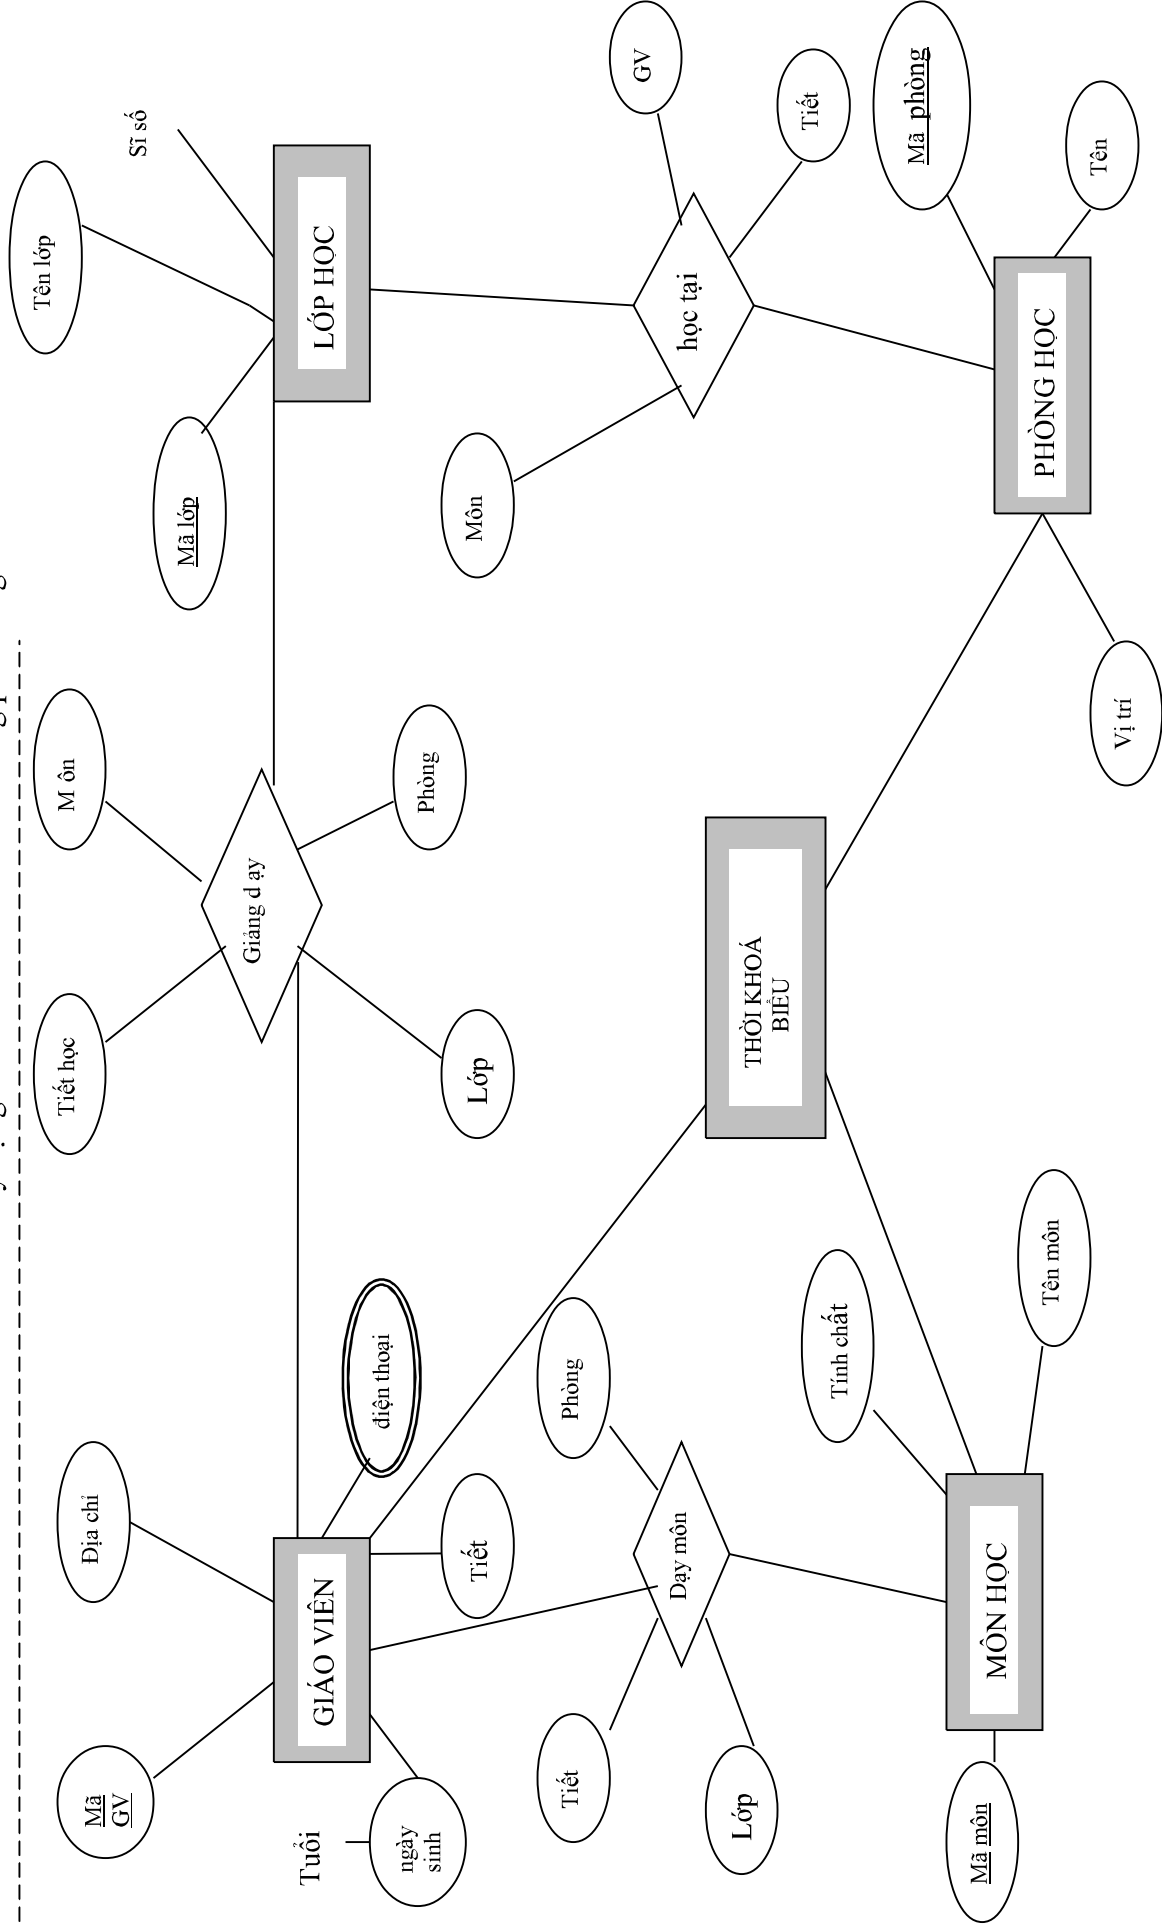 Mã
GV
Địa chỉ
Tiết học
M ôn
Tên lớp
Sĩ số
Mã lớp
Giảng d ạy
GIÁO VIÊN
LỚP HỌC
Tuổi
ngày
sinh
điện thoại
Tiết
Lớp
Phòng
Môn
GV
Tiết
Phòng
Dạy môn
học tại
Lớp
THỜI KHOÁ
BIỂU
Tiết
Tính chất
Mã phòng
MÔN HỌC
PHÒNG HỌC
Mã môn
Tên môn
Vị trí
Tên